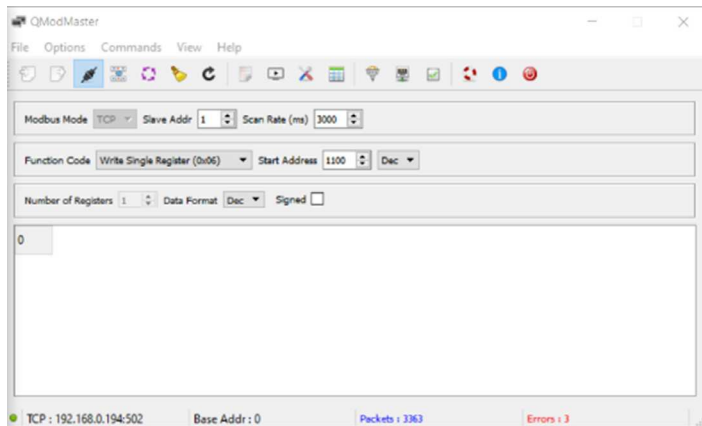 QModMaster
File Options Commands View Help
Modbus Mode TCP Slave Addr 1 Scan Rate (ms) 3000
Function Code Write Single Register (0x06) Start Address 1100 Dec
Number of Registers 1 Data Format Dec Signed
0
TCP : 192.168.0.194:502 Base Addr : 0 Packets : 3363 Errors : 3